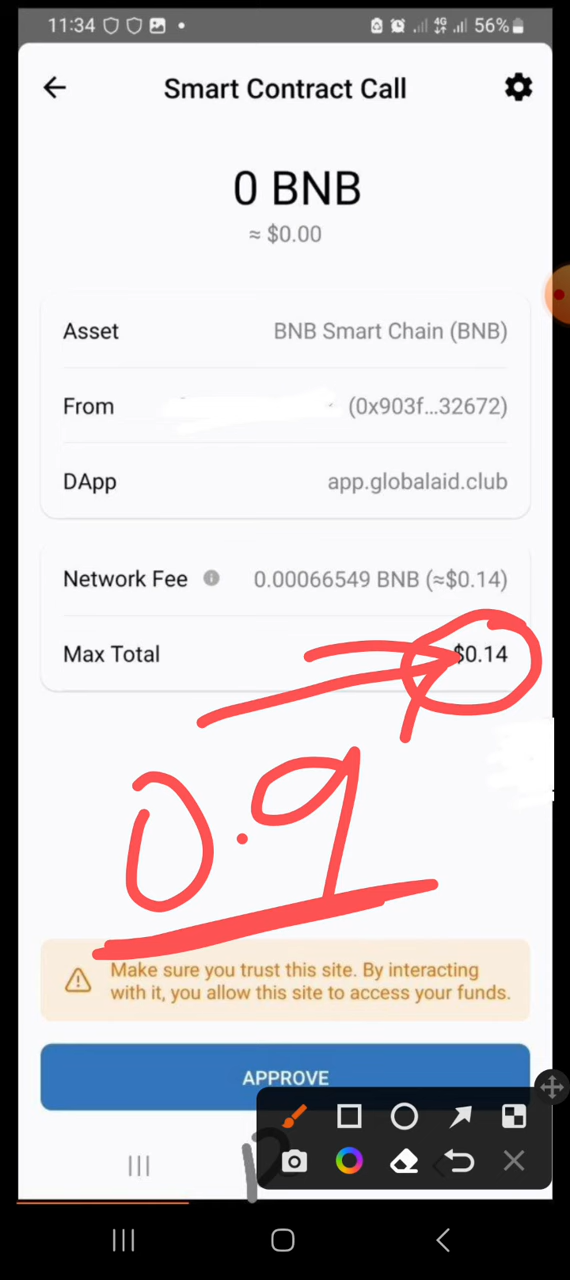 11:34 4G 56%
Smart Contract Call
0 BNB
≈ $0.00
Asset BNB Smart Chain (BNB)
From (0x903f...32672)
DApp app.globalaid.club
Network Fee 0.00066549 BNB (≈$0.14)
Max Total $0.14
0.9
Make sure you trust this site. By interacting
with it, you allow this site to access your funds.
APPROVE